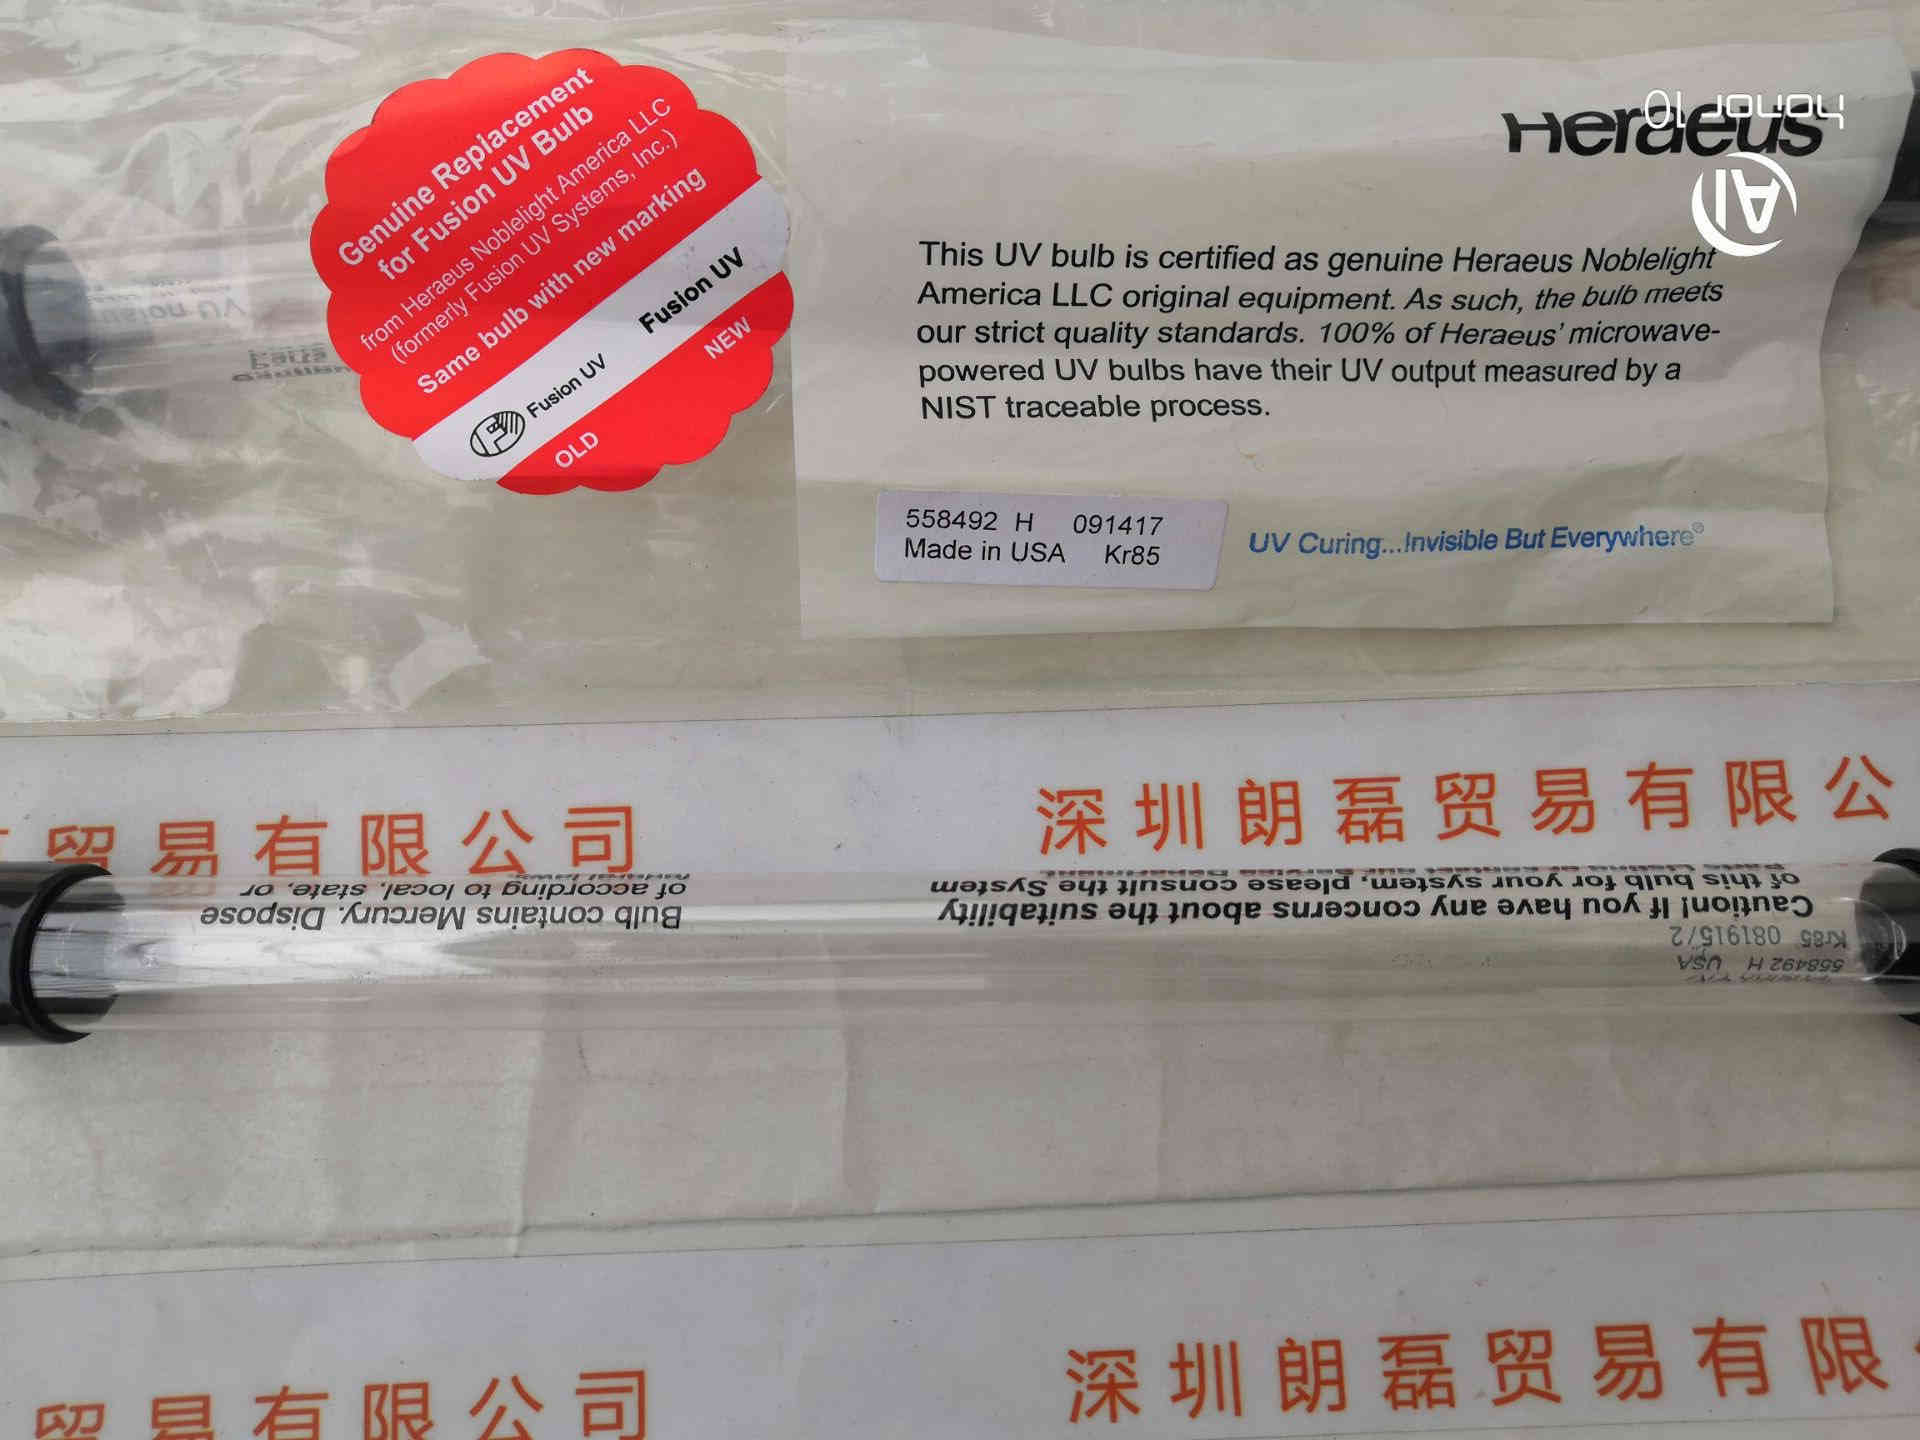 Genuine Replacement
for Fusion UV Bulb
from Heraeus Noblelight America LLC
(formerly Fusion UV Systems, Inc.)
Same bulb with new marking
Fusion UV
Fusion UV
OLD
NEW
honor 10
AI
Heraeus
This UV bulb is certified as genuine Heraeus Noblelight
America LLC original equipment. As such, the bulb meets
our strict quality standards. 100% of Heraeus' microwave-
powered UV bulbs have their UV output measured by a
NIST traceable process.
558492 H 091417
Made in USA Kr85
UV Curing...Invisible But Everywhere®
Parts
贸易有限公司
深圳朗磊贸易有限公
Bulb contains Mercury. Dispose
of according to local, state, or
Caution! If you have any concerns about the suitability
of this bulb for your system, please consult the System
558492 H USA
Kr85 081915/2
贸易有限公司
深圳朗磊贸易有限